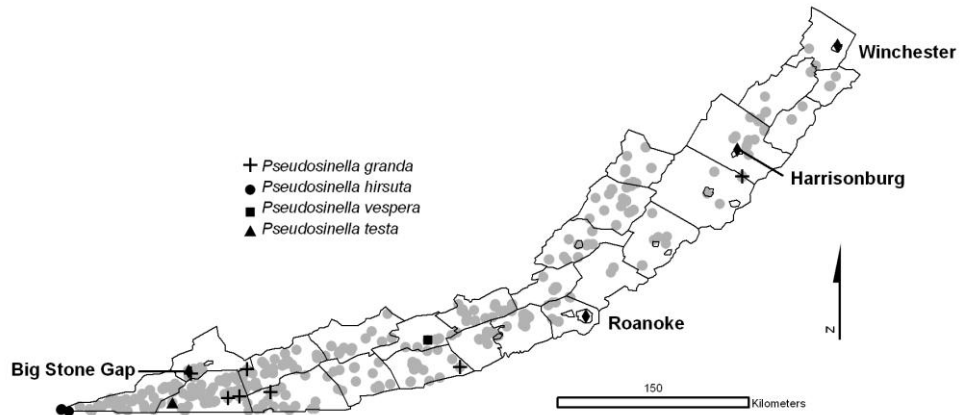 Winchester
Pseudosinella granda
Pseudosinella hirsuta
Pseudosinella vespera
Pseudosinella testa
Harrisonburg
Roanoke
N
Big Stone Gap
150
Kilometers